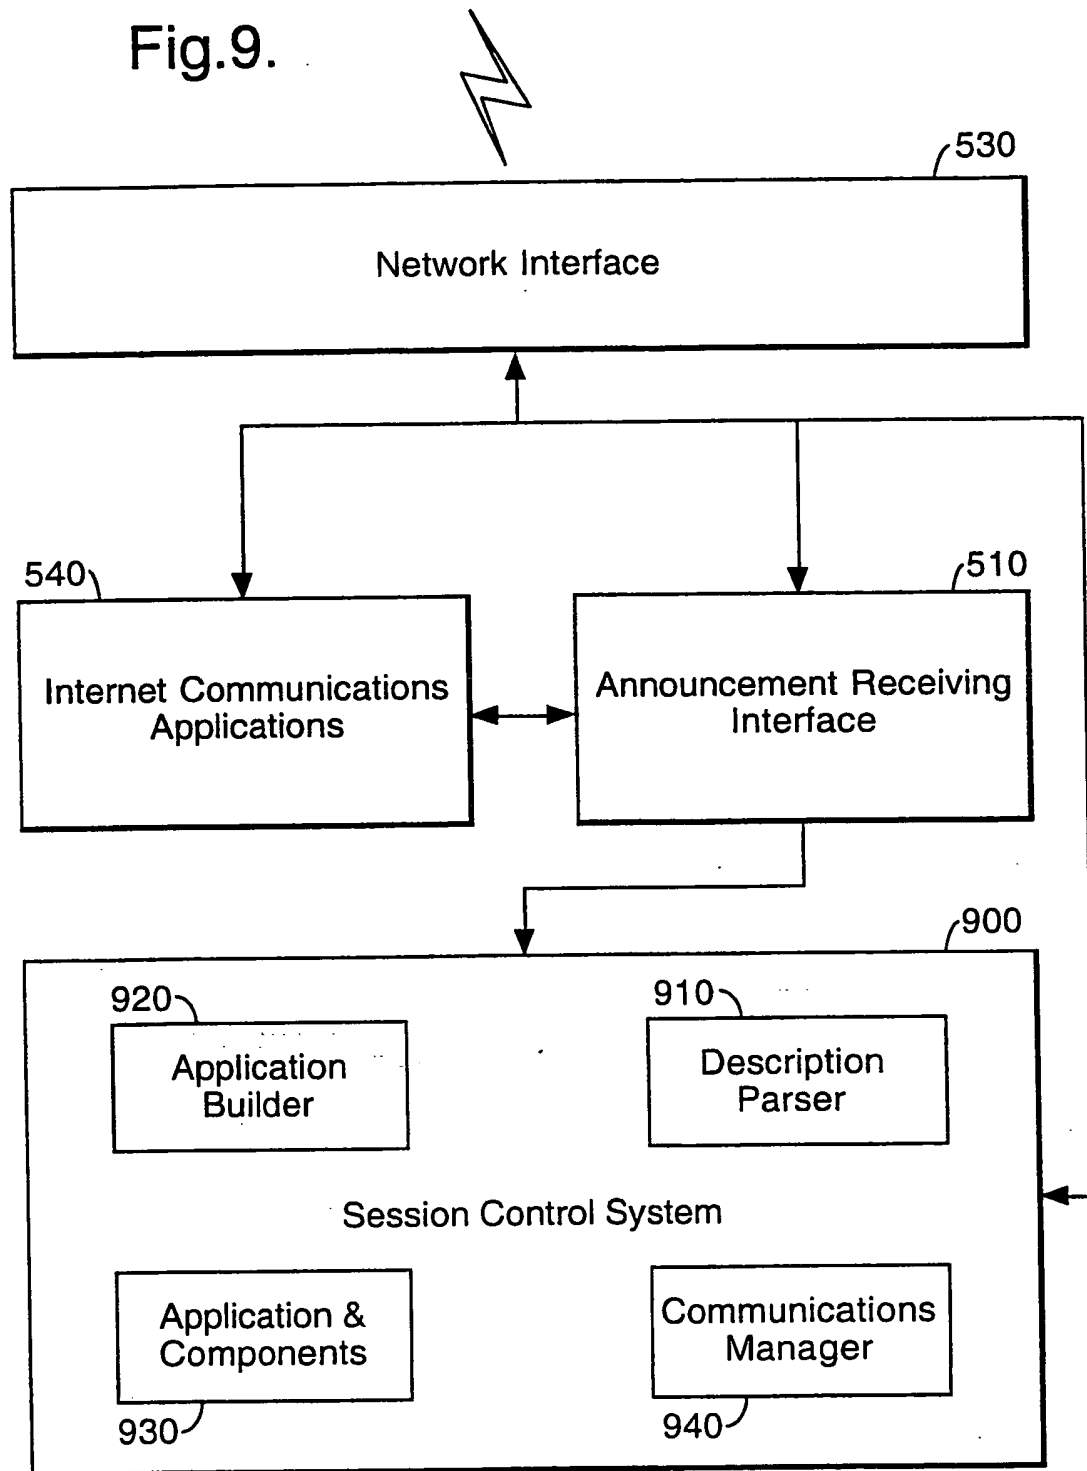 Fig.9.
530
Network Interface
540
510
Internet Communications
Applications
Announcement Receiving
Interface
900
920
910
Application
Builder
Description
Parser
Session Control System
Application &
Components
Communications
Manager
930
940